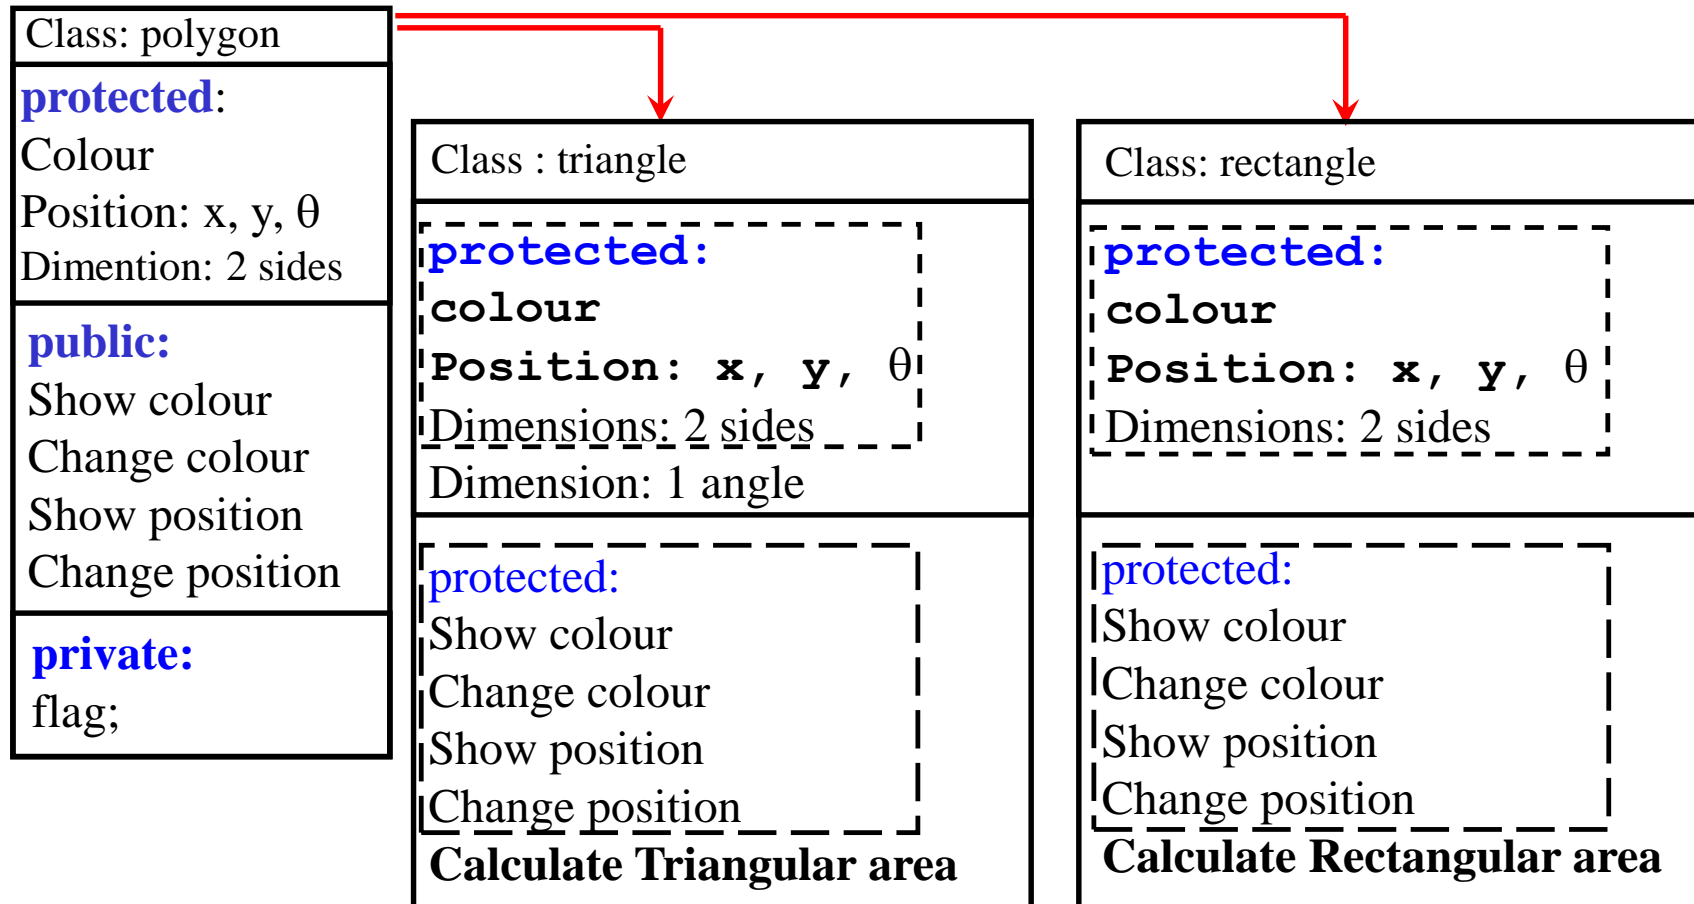 Class: polygon
protected:
Colour
Position: x, y, θ
Dimention: 2 sides
public:
Show colour
Change colour
Show position
Change position
private:
flag;
Class : triangle
protected:
colour
Position: x, y, θ
Dimensions: 2 sides
Dimension: 1 angle
protected:
Show colour
Change colour
Show position
Change position
Calculate Triangular area
Class: rectangle
protected:
colour
Position: x, y, θ
Dimensions: 2 sides
protected:
Show colour
Change colour
Show position
Change position
Calculate Rectangular area